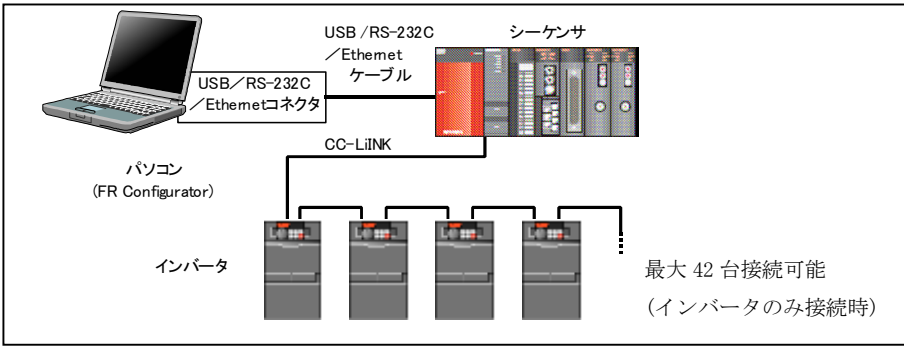 USB /RS-232C
／Ethernet
ケーブル
シーケンサ
USB／RS-232C
／Ethernetコネクタ
CC-LiINK
パソコン
(FR Configurator)
インバータ
最大 42 台接続可能
(インバータのみ接続時)